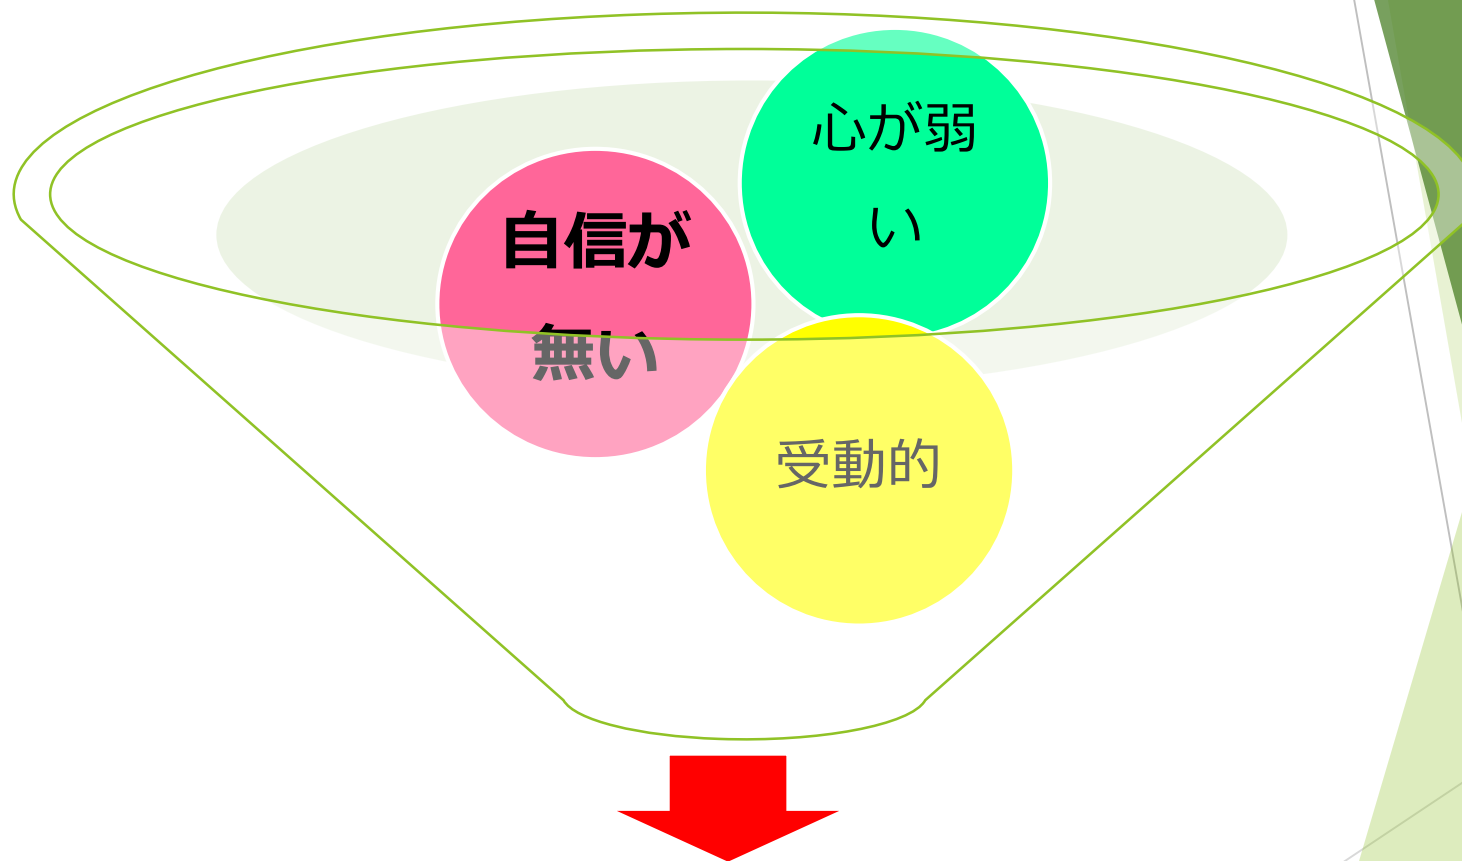 心が弱
い
自信が
無い
受動的